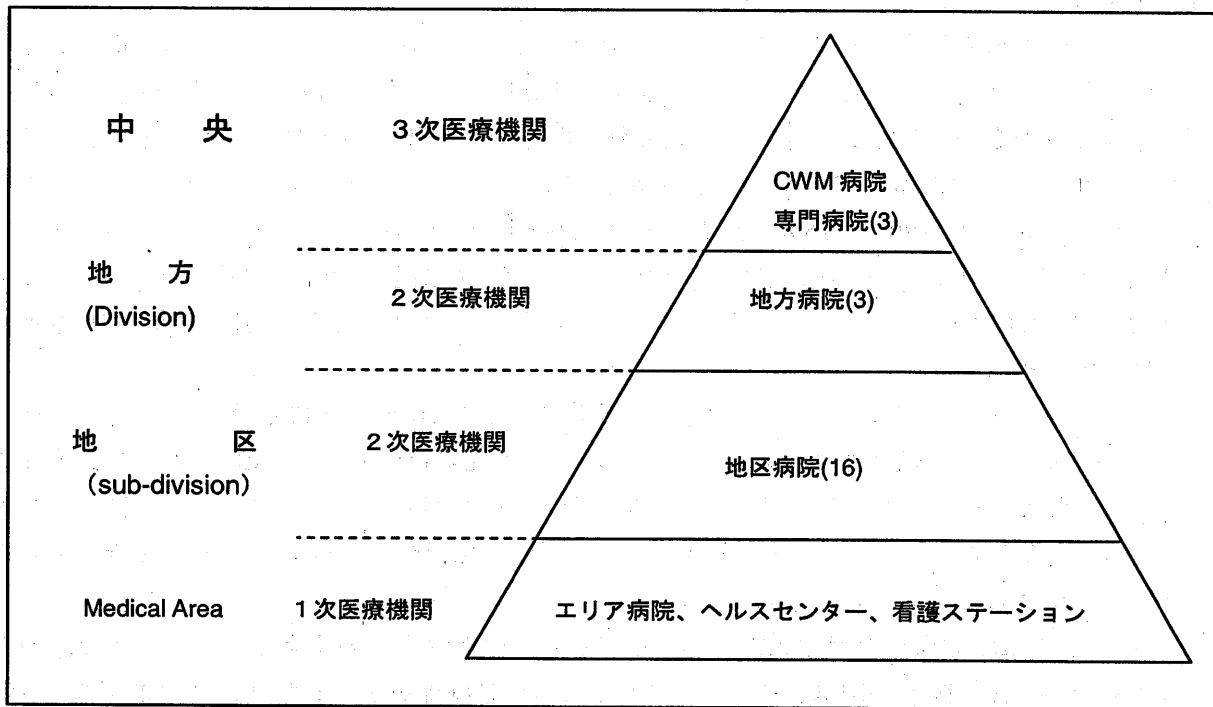 中 央 3次医療機関
CWM 病院
専門病院(3)
地 方
(Division)
2次医療機関
地方病院(3)
地 区
(sub-division)
2次医療機関
地区病院(16)
Medical Area 1次医療機関 エリア病院、ヘルスセンター、看護ステーション